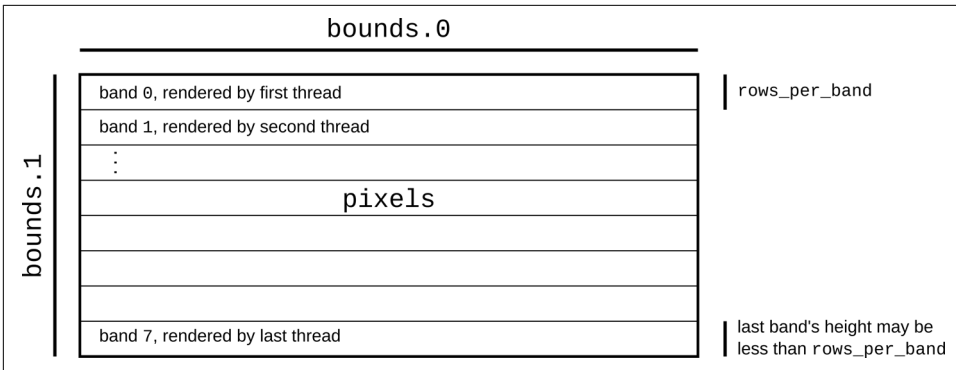 bounds.0
bounds.1
band 0, rendered by first thread
rows_per_band
band 1, rendered by second thread
⋮
pixels
band 7, rendered by last thread
last band's height may be
less than rows_per_band